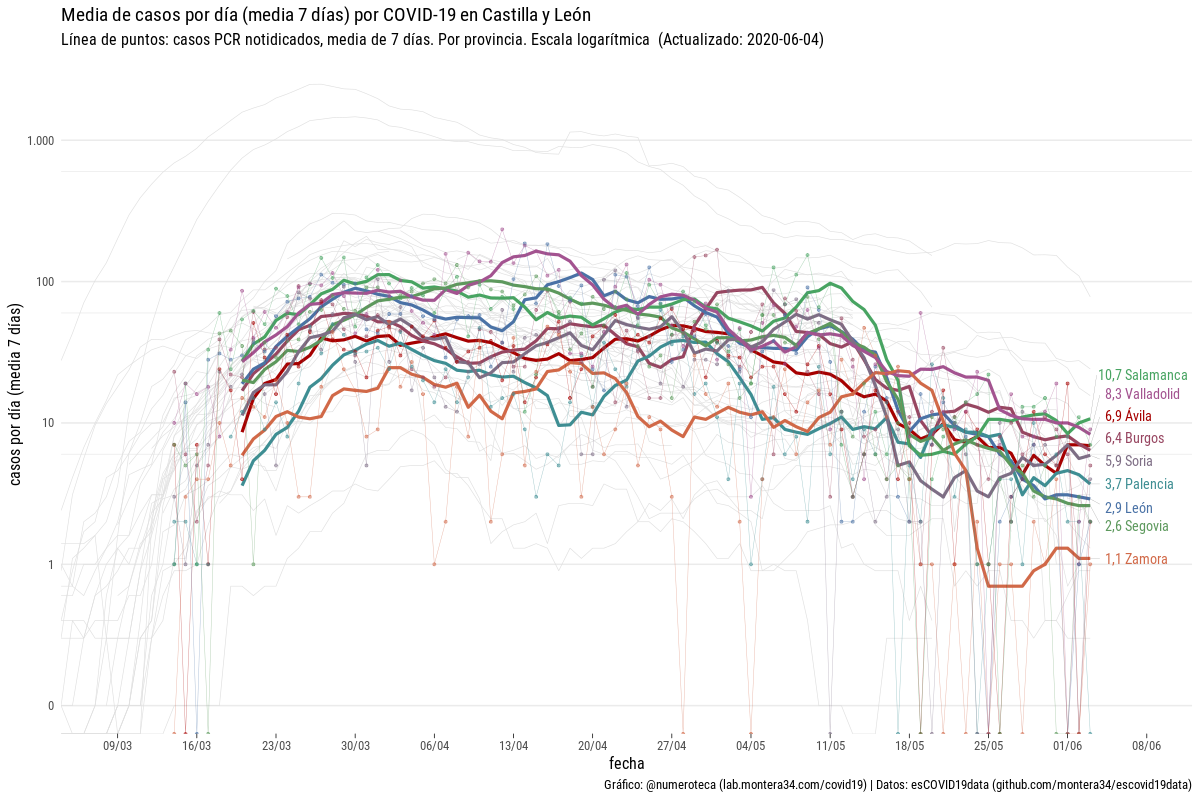 Media de casos por día (media 7 días) por COVID-19 en Castilla y León
Línea de puntos: casos PCR notidicados, media de 7 días. Por provincia. Escala logarítmica (Actualizado: 2020-06-04)
casos por día (media 7 días)
1.000
100
10
1
0
10,7 Salamanca
8,3 Valladolid
6,9 Ávila
6,4 Burgos
5,9 Soria
3,7 Palencia
2,9 León
2,6 Segovia
1,1 Zamora
09/03 16/03 23/03 30/03 06/04 13/04 20/04 27/04 04/05 11/05 18/05 25/05 01/06 08/06
fecha
Gráfico: @numeroteca (lab.montera34.com/covid19) | Datos: esCOVID19data (github.com/montera34/escovid19data)